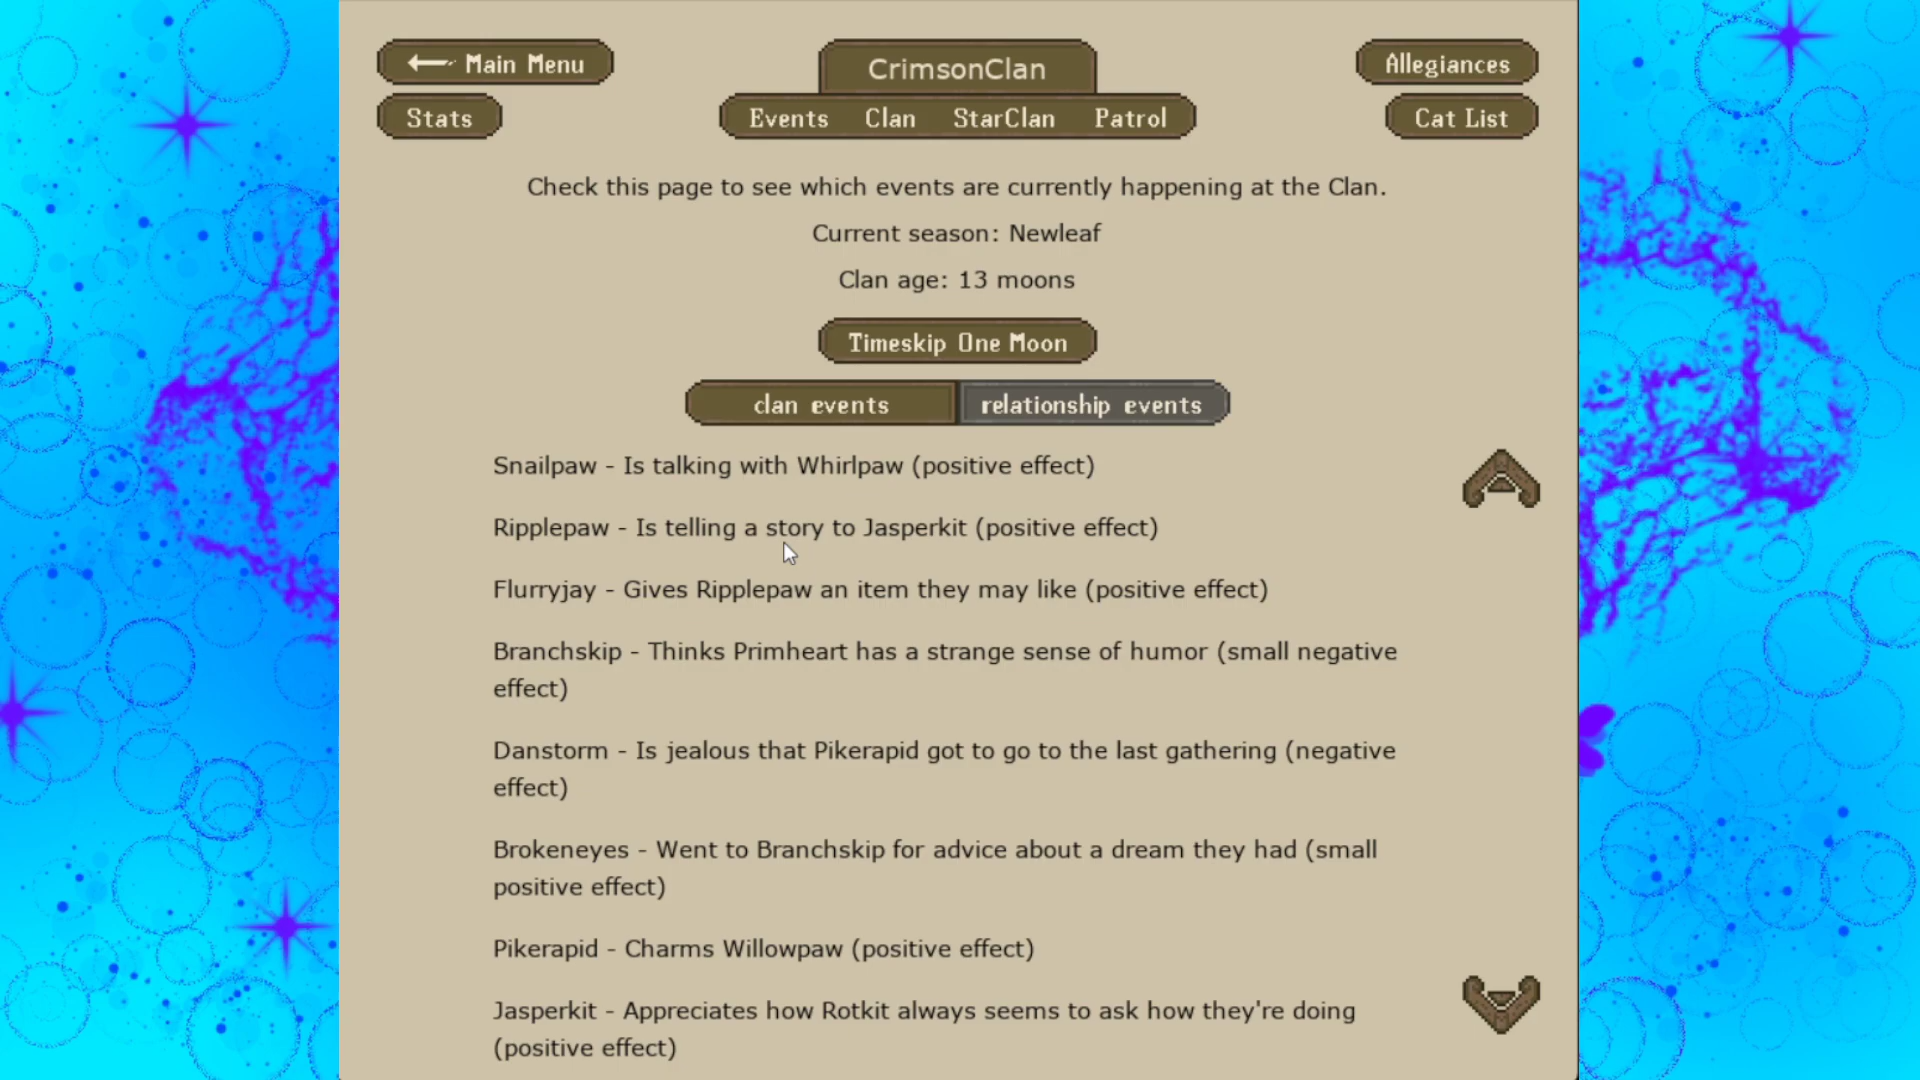 Main Menu
CrimsonClan
Allegiances
Stats
Events Clan StarClan Patrol
Cat List
Check this page to see which events are currently happening at the Clan.
Current season: Newleaf
Clan age: 13 moons
Timeskip One Moon
clan events
relationship events
Snailpaw - Is talking with Whirlpaw (positive effect)
Ripplepaw - Is telling a story to Jasperkit (positive effect)
Flurryjay - Gives Ripplepaw an item they may like (positive effect)
Branchskip - Thinks Primheart has a strange sense of humor (small negative
effect)
Danstorm - Is jealous that Pikerapid got to go to the last gathering (negative
effect)
Brokeneyes - Went to Branchskip for advice about a dream they had (small
positive effect)
Pikerapid - Charms Willowpaw (positive effect)
Jasperkit - Appreciates how Rotkit always seems to ask how they're doing
(positive effect)